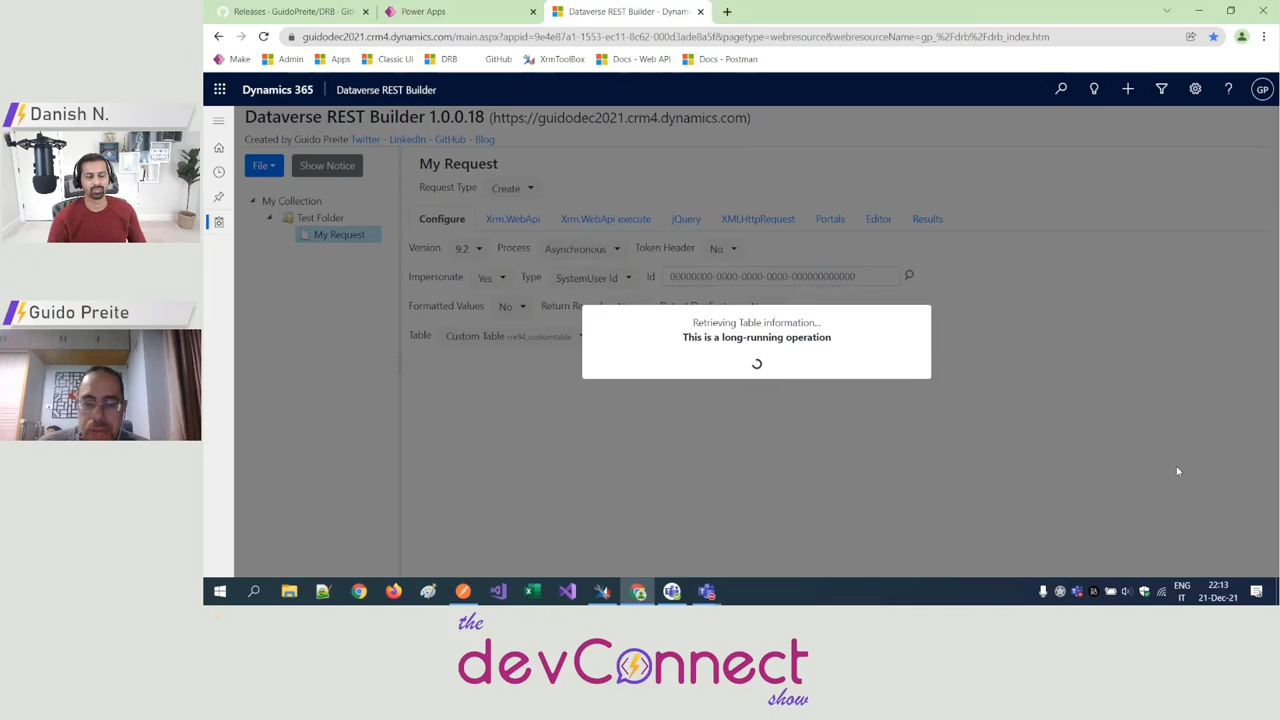 Releases - GuidoPreite/DRB - Git
Power Apps
Dataverse REST Builder - Dynam
guidodec2021.crm4.dynamics.com/main.aspx?appid=9e4e87a1-1553-ec11-8c62-000d3ade8a5f&pagetype=webresource&webresourceName=gp_%2Fdrb_%2Fdrb_index.htm
Make Admin Apps Classic UI DRB GitHub XrmToolBox Docs - Web API Docs - Postman
Dynamics 365 Dataverse REST Builder GP
Danish N.
Dataverse REST Builder 1.0.0.18 (https://guidodec2021.crm4.dynamics.com)
Created by Guido Preite Twitter - LinkedIn - GitHub - Blog
File Show Notice
My Request
Request Type Create
My Collection
Test Folder
My Request
Configure Xrm.WebApi Xrm.WebApi execute jQuery XMLHttpRequest Portals Editor Results
Version 9.2 Process Asynchronous Token Header No
Impersonate Yes Type SystemUser Id Id 00000000-0000-0000-0000-000000000000
Formatted Values No Return Re
Table Custom Table cre94_customtable
Retrieving Table information...
This is a long-running operation
Guido Preite
ENG
IT
22:13
21-Dec-21
the
devConnect
show